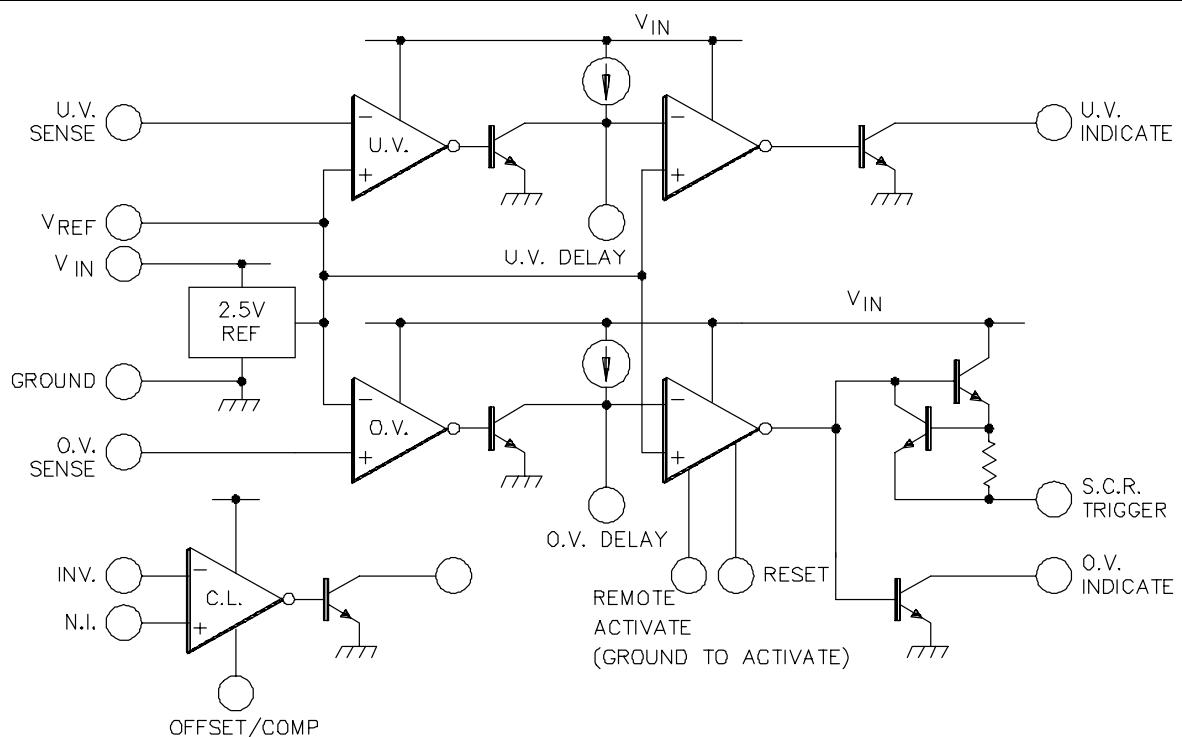 V IN
U.V.
SENSE
−
U.V.
+
−
+
U.V.
INDICATE
V REF
V IN
U.V. DELAY
2.5V
REF
V IN
GROUND
−
O.V.
+
−
+
O.V.
SENSE
S.C.R.
TRIGGER
O.V. DELAY
INV.
−
C.L.
N.I.
+
RESET
REMOTE
ACTIVATE
(GROUND TO ACTIVATE)
O.V.
INDICATE
OFFSET/COMP